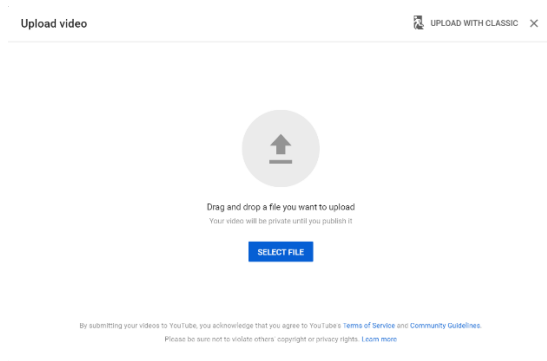 Upload video
UPLOAD WITH CLASSIC
Drag and drop a file you want to upload
Your video will be private until you publish it
SELECT FILE
By submitting your videos to YouTube, you acknowledge that you agree to YouTube's Terms of Service and Community Guidelines.
Please be sure not to violate others' copyright or privacy rights. Learn more